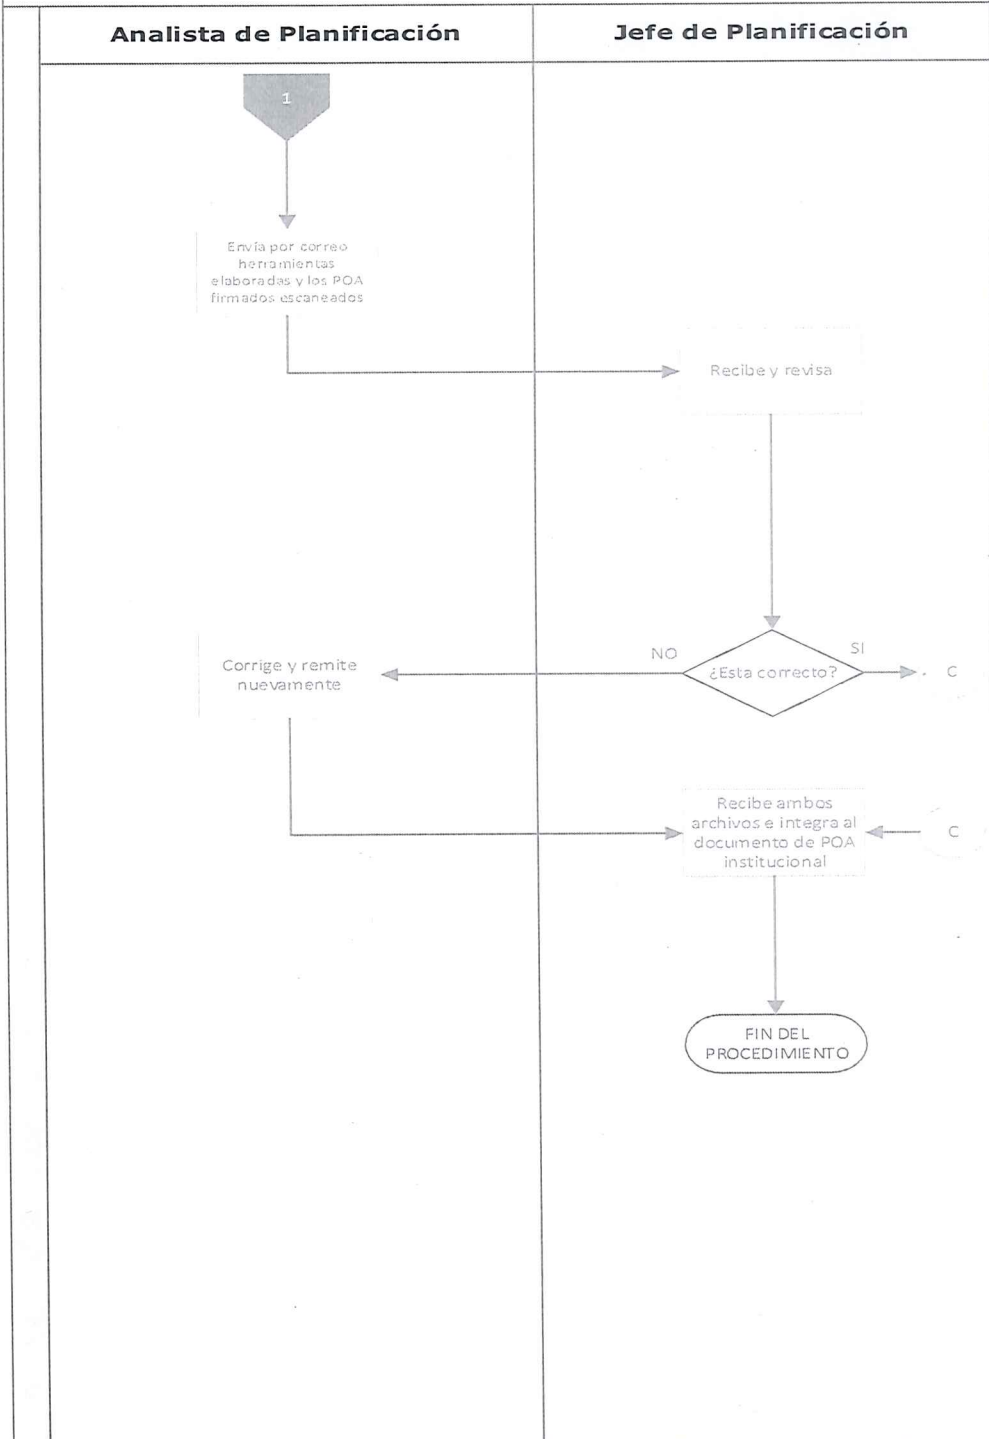 Analista de Planificación
Jefe de Planificación
1
Envía por correo
herramientas
elaboradas y los POA
firmados escaneados
Recibe y revisa
¿Esta correcto?
NO
SI
C
Corrige y remite
nuevamente
Recibe ambos
archivos e integra al
documento de POA
institucional
C
FIN DEL
PROCEDIMIENTO